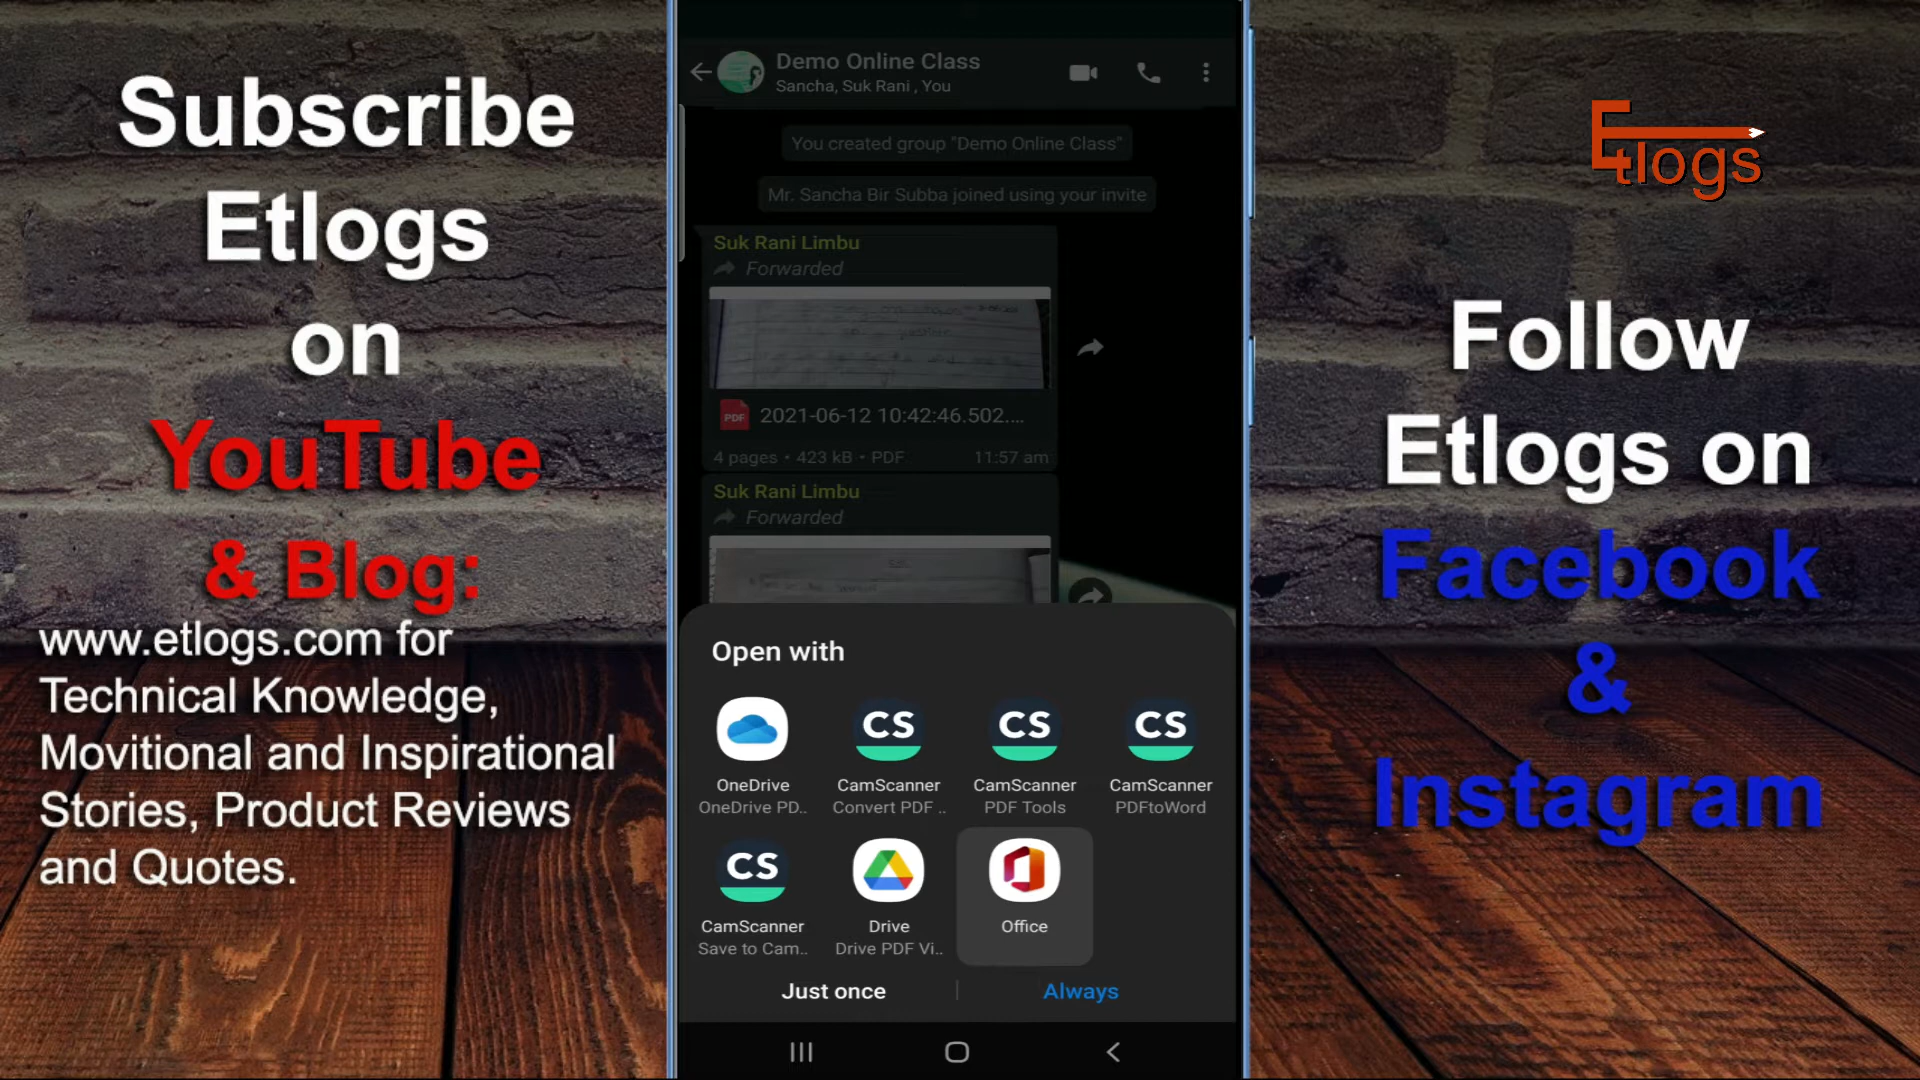 Subscribe
Etlogs
on
YouTube
& Blog:
www.etlogs.com for
Technical Knowledge,
Movitional and Inspirational
Stories, Product Reviews
and Quotes.
Demo Online Class
Sancha, Suk Rani , You
You created group "Demo Online Class"
Mr. Sancha Bir Subba joined using your invite
Suk Rani Limbu
Forwarded
PDF
2021-06-12 10:42:46.502....
4 pages • 423 kB • PDF
11:57 am
Suk Rani Limbu
Forwarded
Open with
CS
CS
CS
OneDrive
CamScanner
CamScanner
CamScanner
OneDrive PD..
Convert PDF ..
PDF Tools
PDFtoWord
CS
CamScanner
Drive
Office
Save to Cam..
Drive PDF Vi..
Just once
Always
Etlogs
Follow
Etlogs on
Facebook
&
Instagram